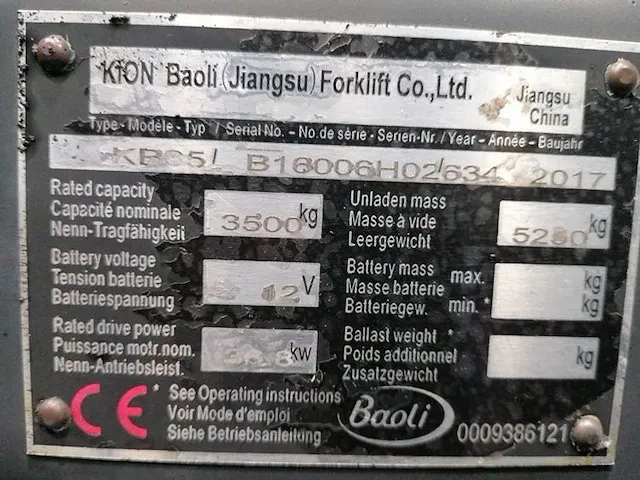 KION Baoli (Jiangsu) Forklift Co.,Ltd.
Jiangsu
China
Type - Modèle - Typ / Serial No. - No. de série - Serien-Nr. / Year - Année - Baujahr
/ 2017
Rated capacity
Capacité nominale
Nenn-Tragfähigkeit
3500 kg
Unladen mass
Masse à vide
Leergewicht
kg
Battery voltage
Tension batterie
Batteriespannung
12 V
Battery mass max. kg
Masse batterie
Batteriegew. min.* kg
Rated drive power
Puissance motr.nom.
Nenn-Antriebsleist.
kw
Ballast weight *
Poids additionnel
Zusatzgewicht
kg
CE
* See Operating instructions
Voir Mode d'emploi
Siehe Betriebsanleitung
Baoli
0009386121